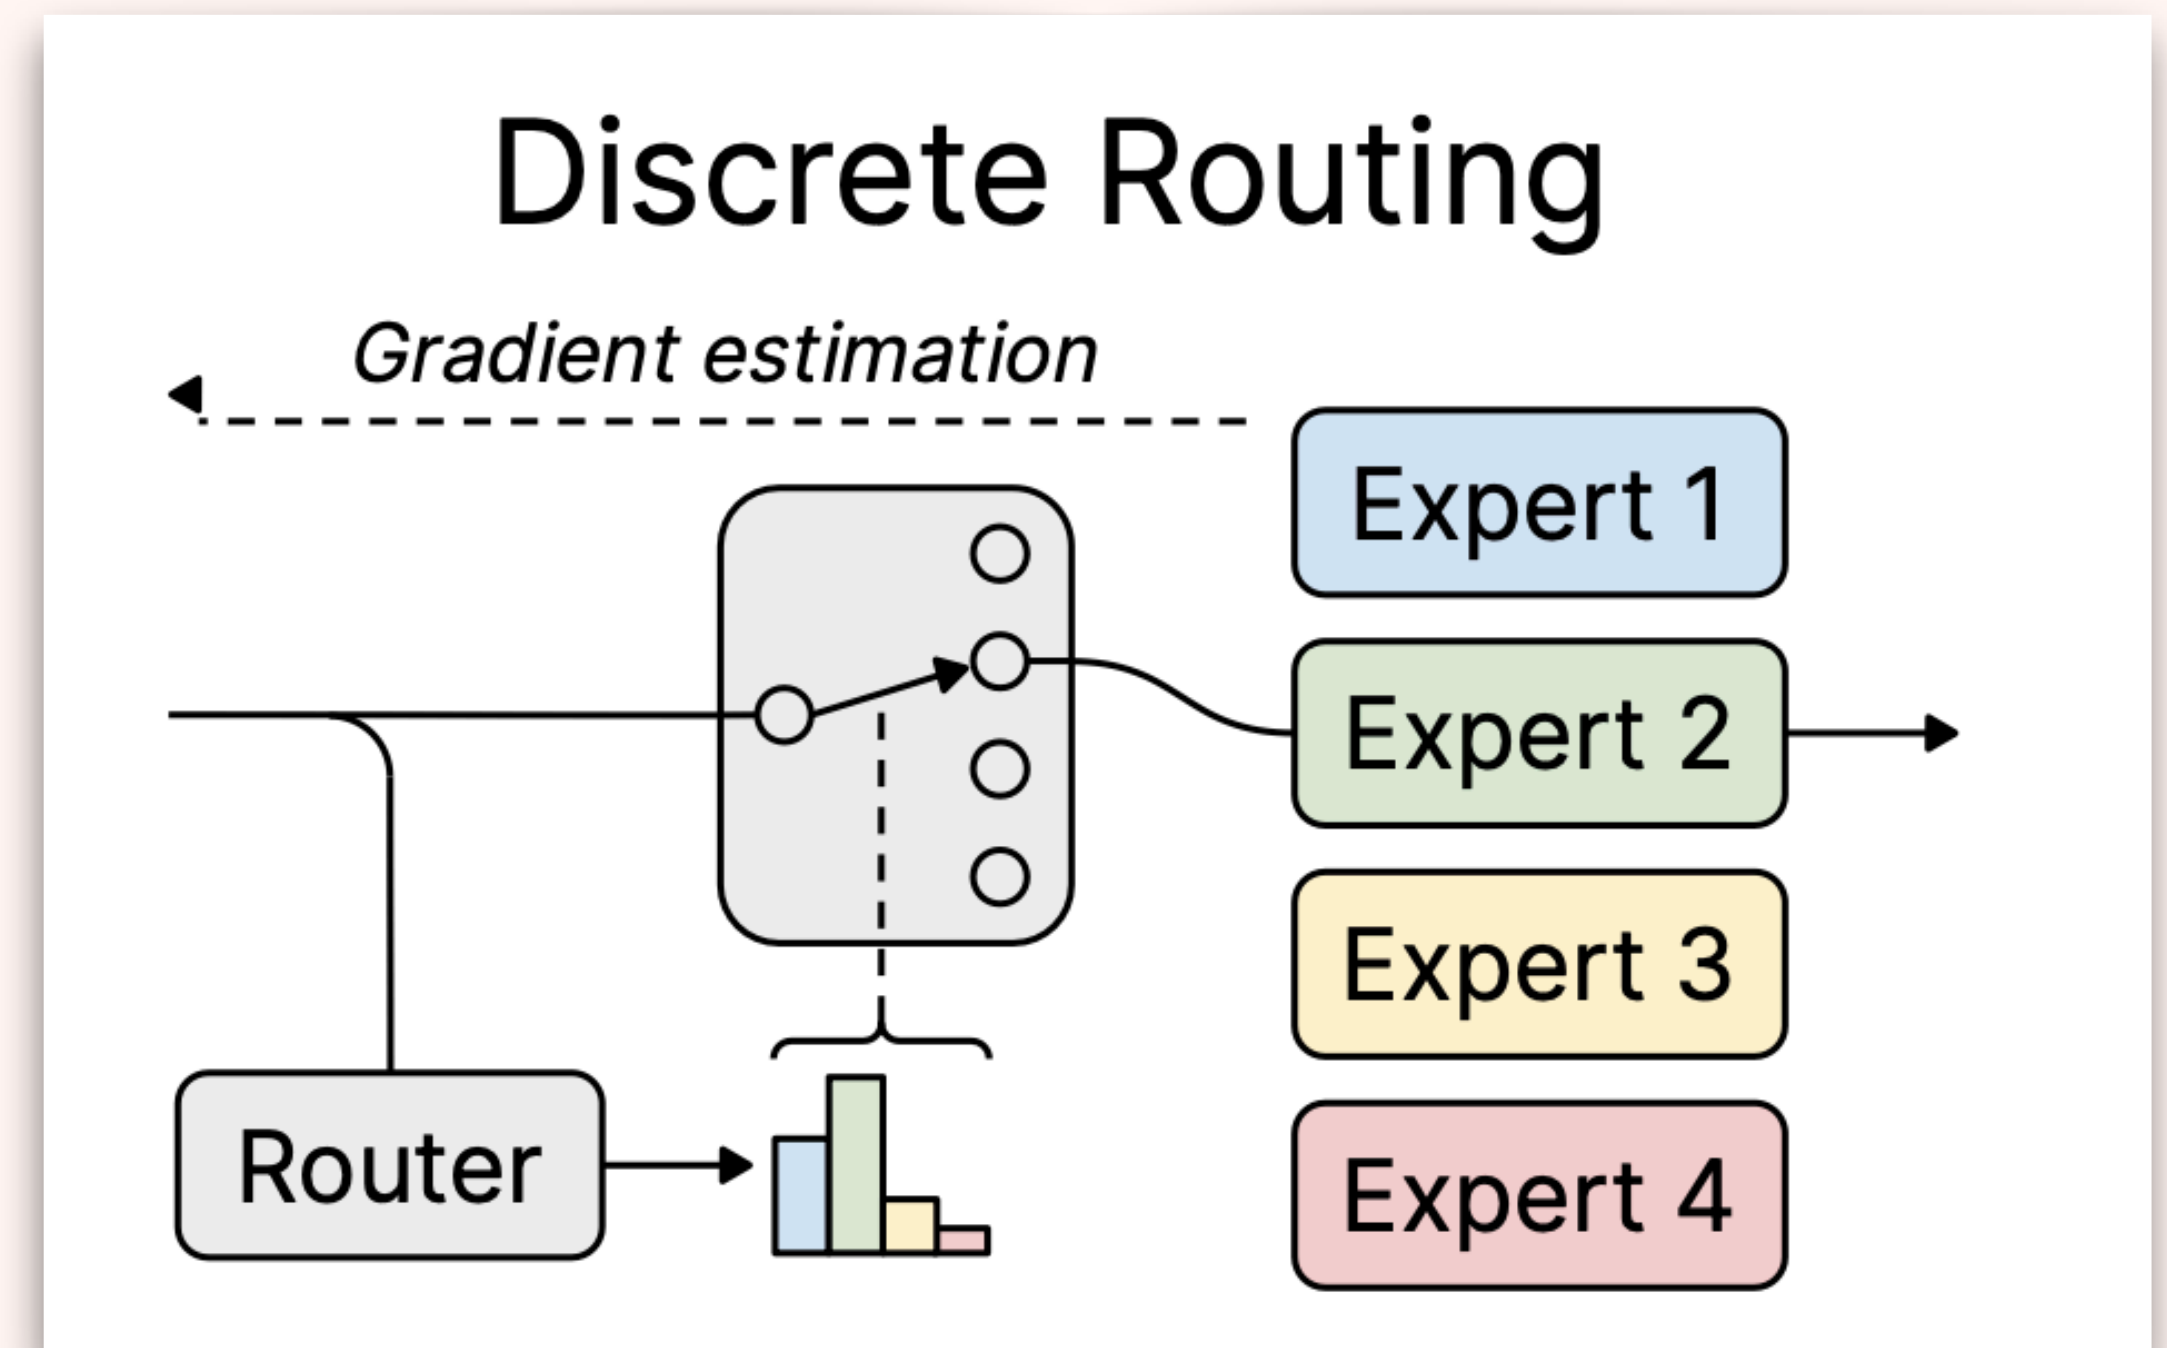 Discrete Routing
Gradient estimation
Expert 1
Expert 2
Expert 3
Router
Expert 4